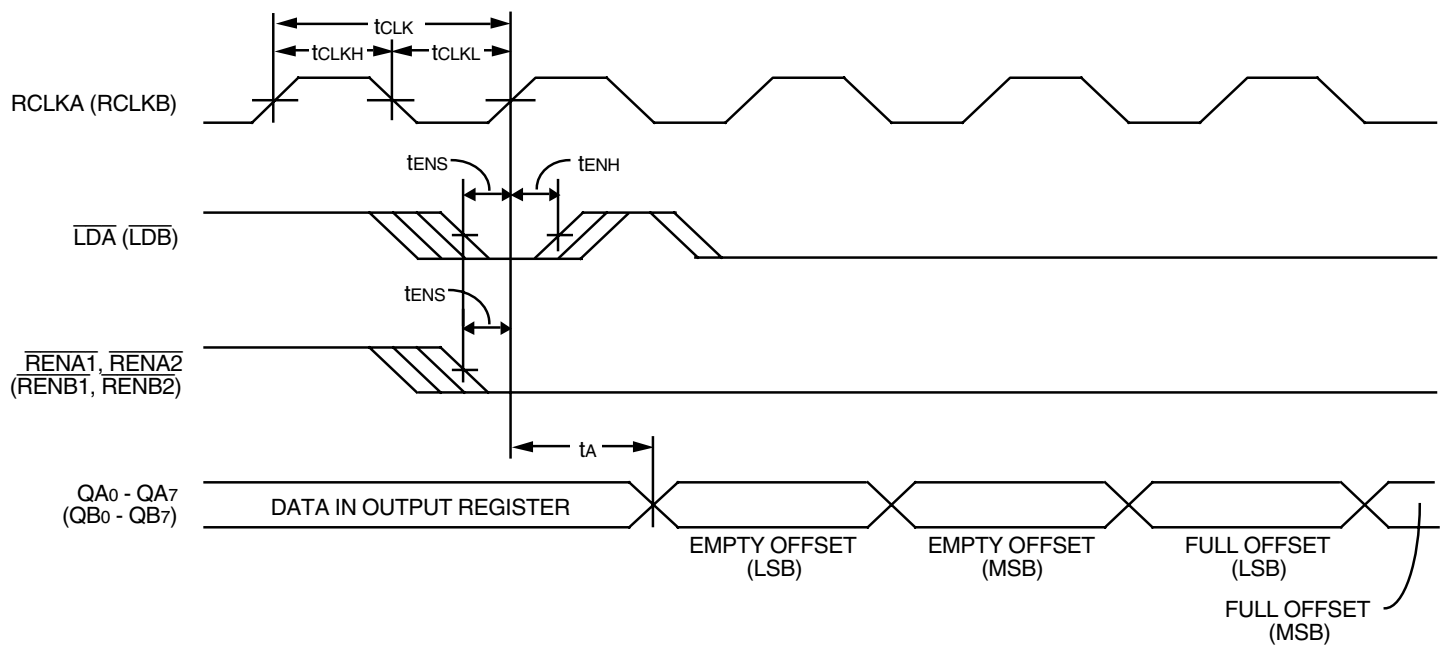 tCLK
tCLKH
tCLKL
RCLKA (RCLKB)
tENS
tENH
LDA (LDB)
tENS
RENA1, RENA2
(RENB1, RENB2)
tA
QA0 - QA7
(QB0 - QB7)
DATA IN OUTPUT REGISTER
EMPTY OFFSET
(LSB)
EMPTY OFFSET
(MSB)
FULL OFFSET
(LSB)
FULL OFFSET
(MSB)